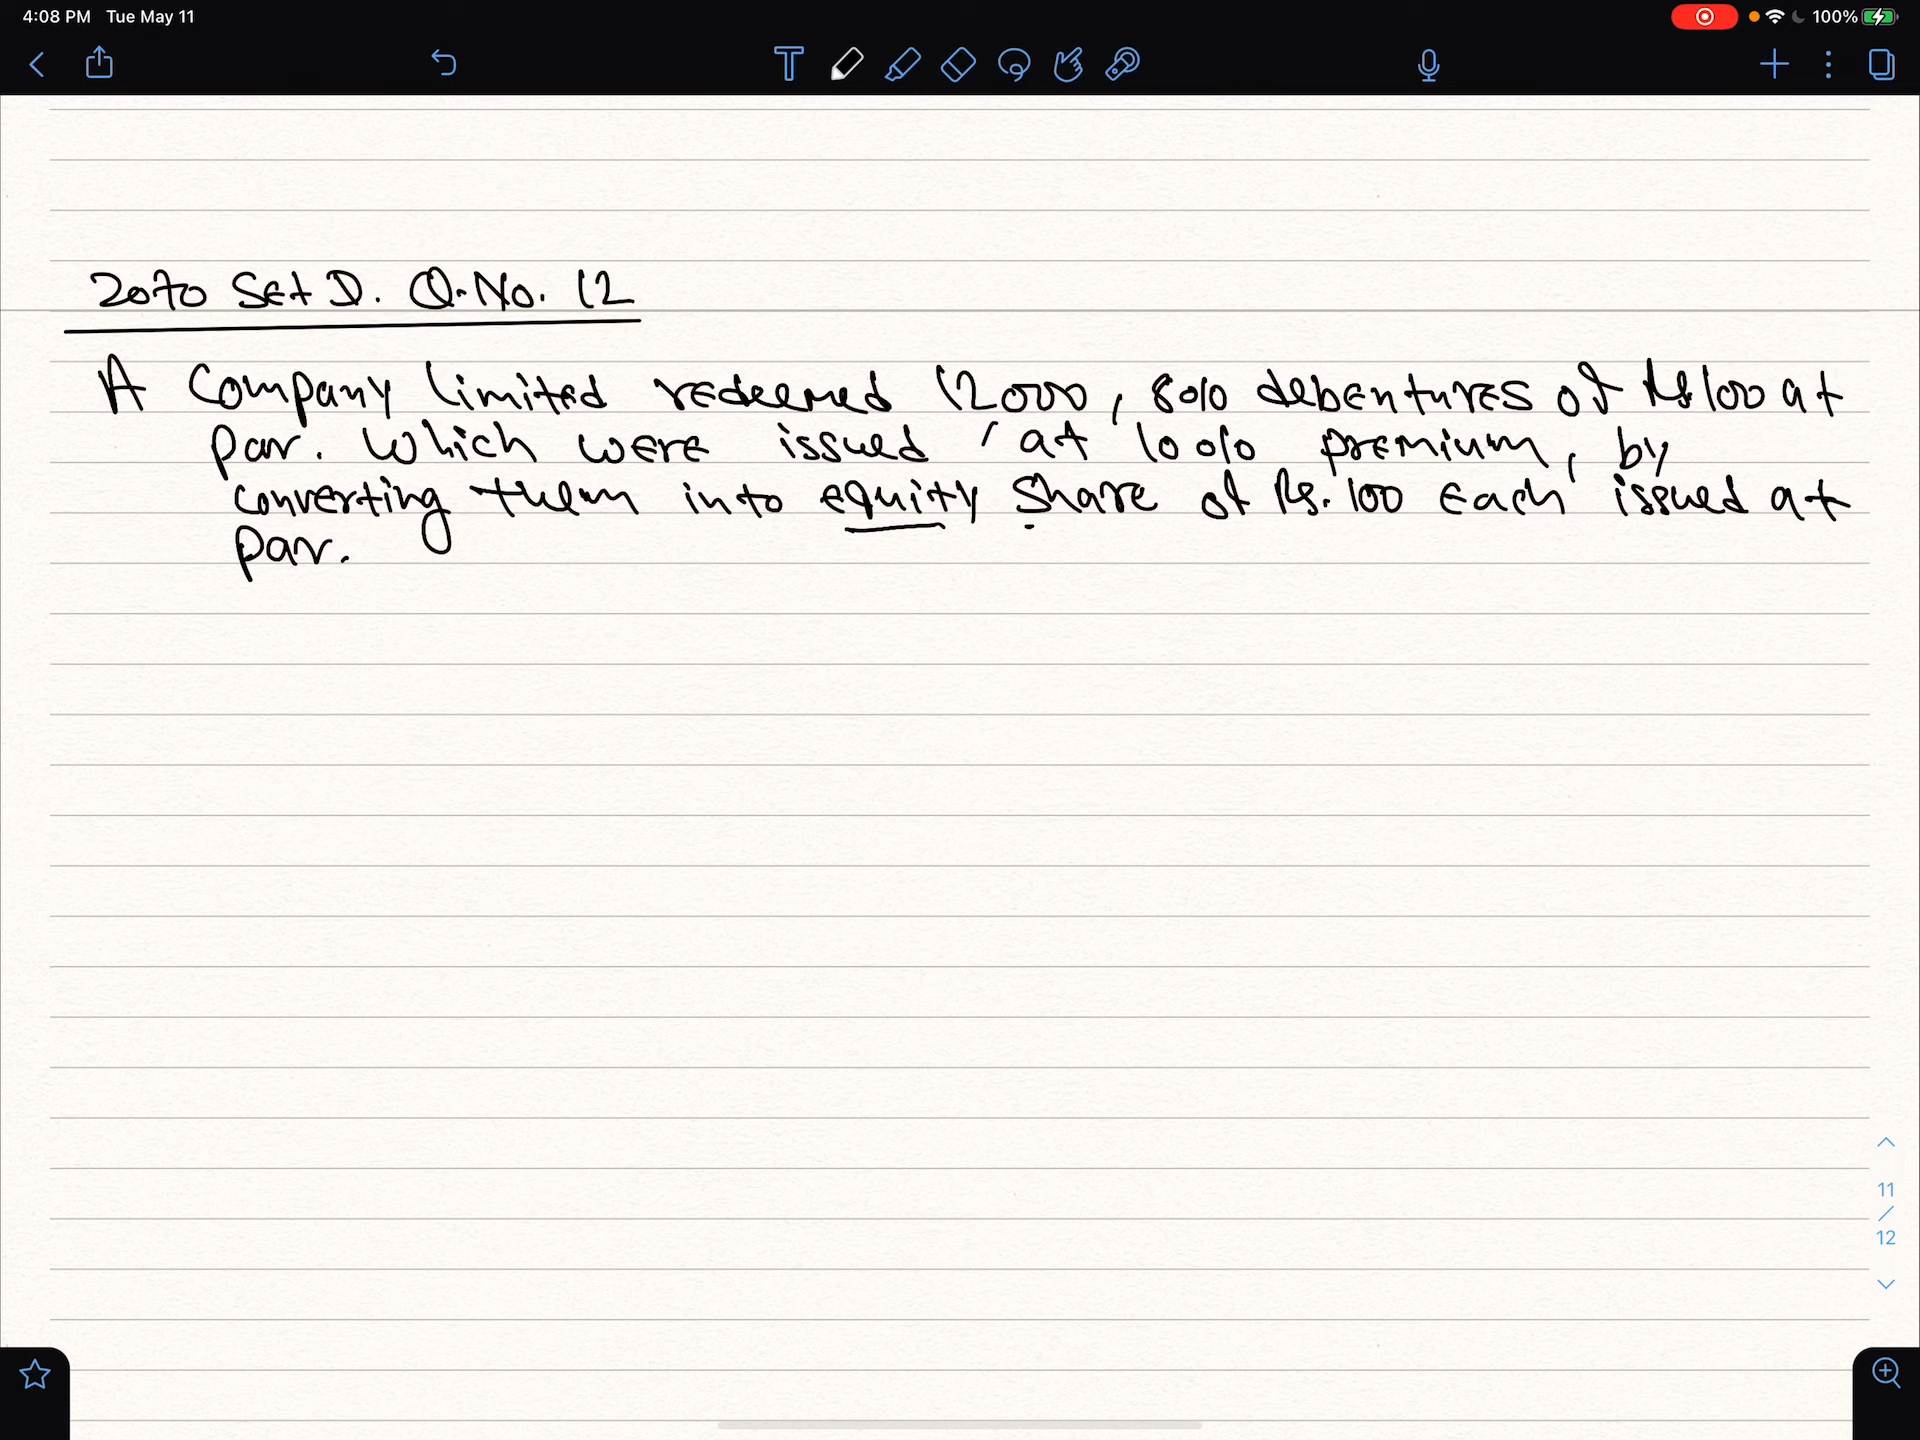 4:08 PM Tue May 11
100%
2070 Set D. Q.No. 12
A Company limited redeemed 12000, 8% debentures of Rs.100 at
par. Which were issued at 10% premium, by
converting them into equity share of Rs. 100 each issued at
par.
11
/
12